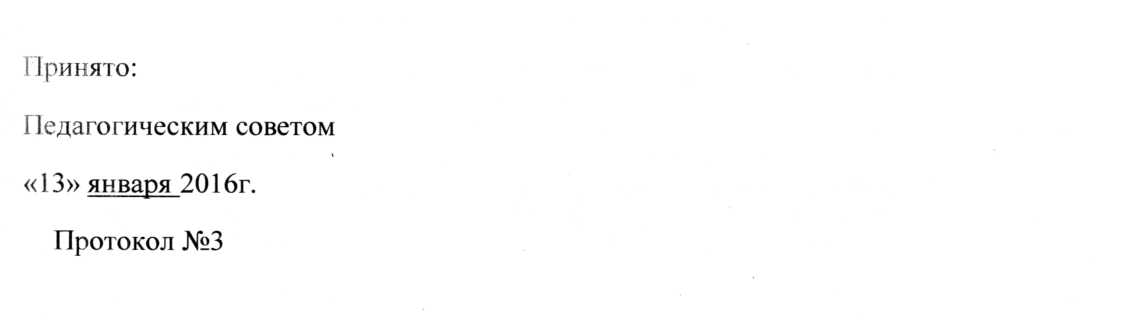 Принято:
Педагогическим советом
«13» января 2016г.
Протокол №3